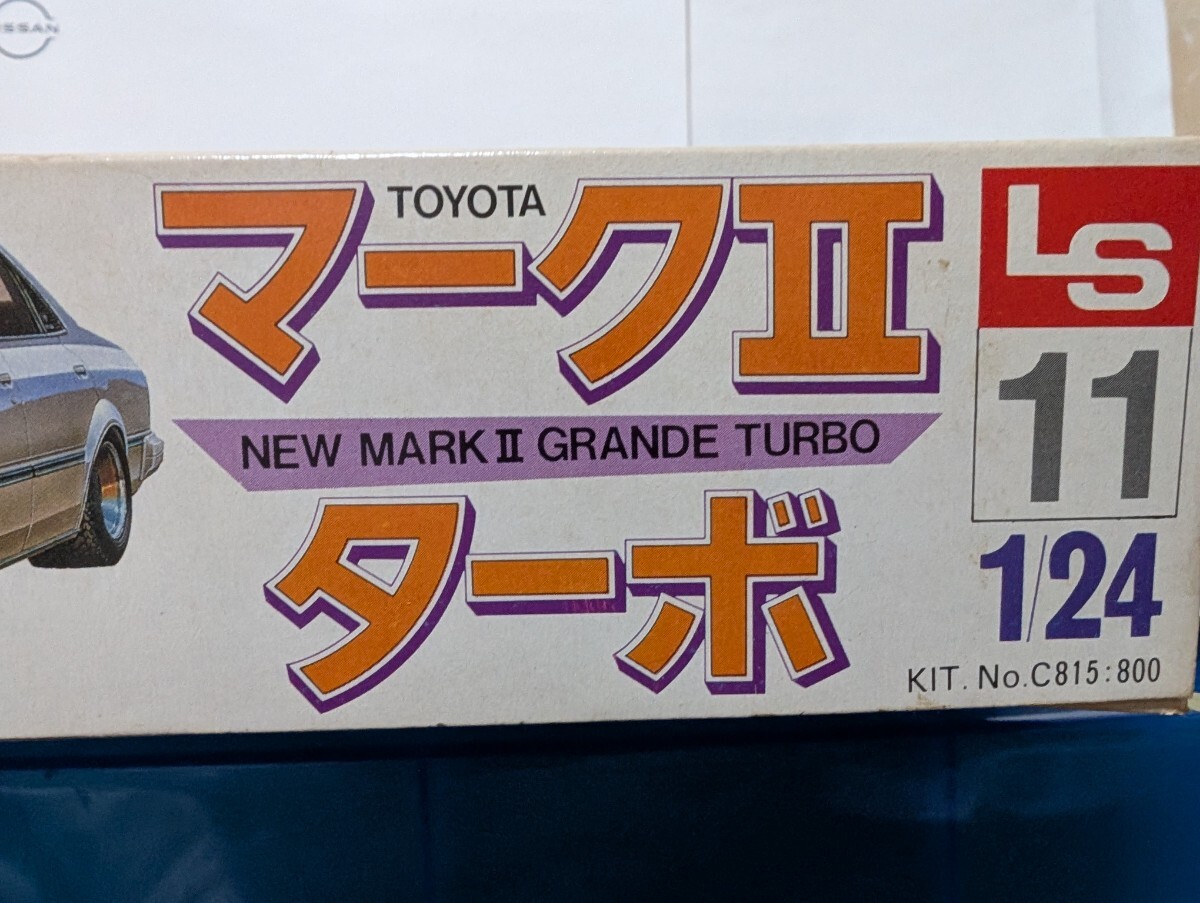 NISSAN
TOYOTA
マークII
NEW MARK II GRANDE TURBO
ターボ
LS
11
1/24
KIT. No.C815:800